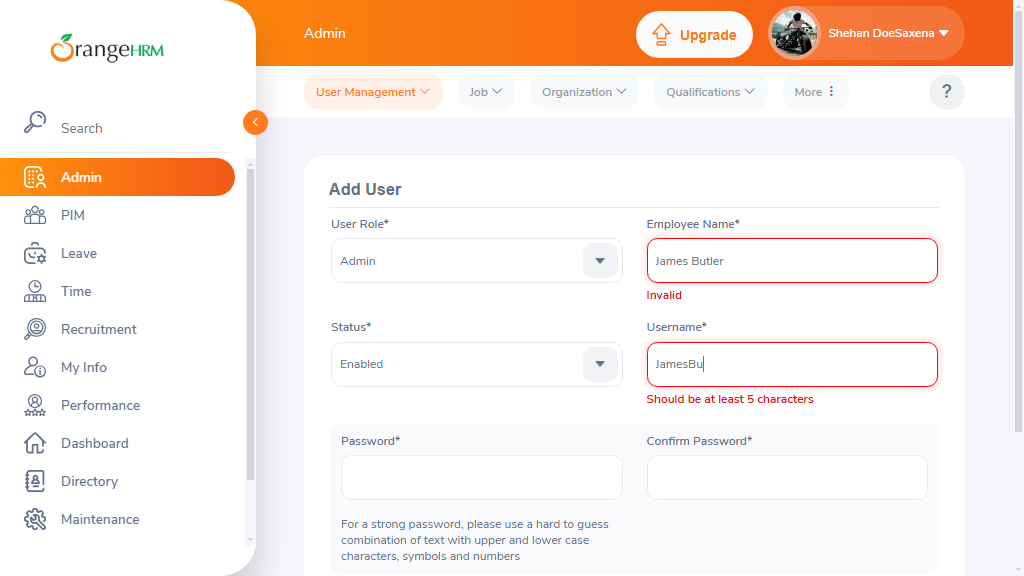 OrangeHRM
Search
Admin
PIM
Leave
Time
Recruitment
My Info
Performance
Dashboard
Directory
Maintenance
Admin
Upgrade
Shehan DoeSaxena
User Management
Job
Organization
Qualifications
More
?
Add User
User Role*
Employee Name*
Admin
James Butler
Invalid
Status*
Username*
Enabled
JamesBu
Should be at least 5 characters
Password*
Confirm Password*
For a strong password, please use a hard to guess
combination of text with upper and lower case
characters, symbols and numbers